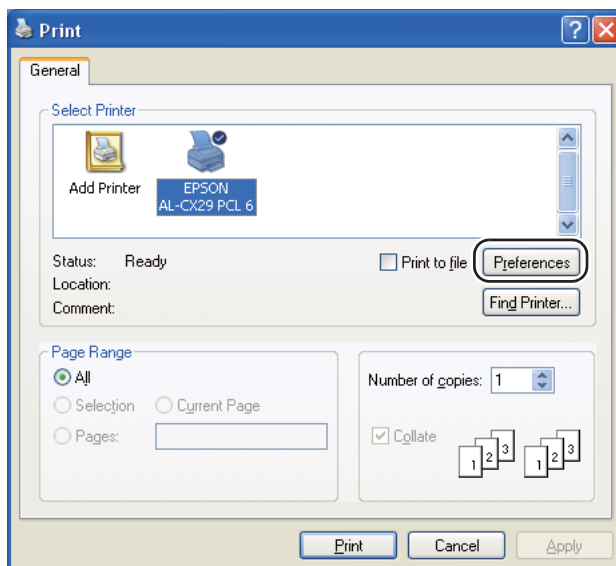 Print
General
Select Printer
Add Printer
EPSON
AL-CX29 PCL 6
Status: Ready
Print to file
Preferences
Location:
Comment:
Find Printer...
Page Range
All
Selection
Current Page
Pages:
Number of copies: 1
Collate
1 2 3 1 2 3
Print
Cancel
Apply